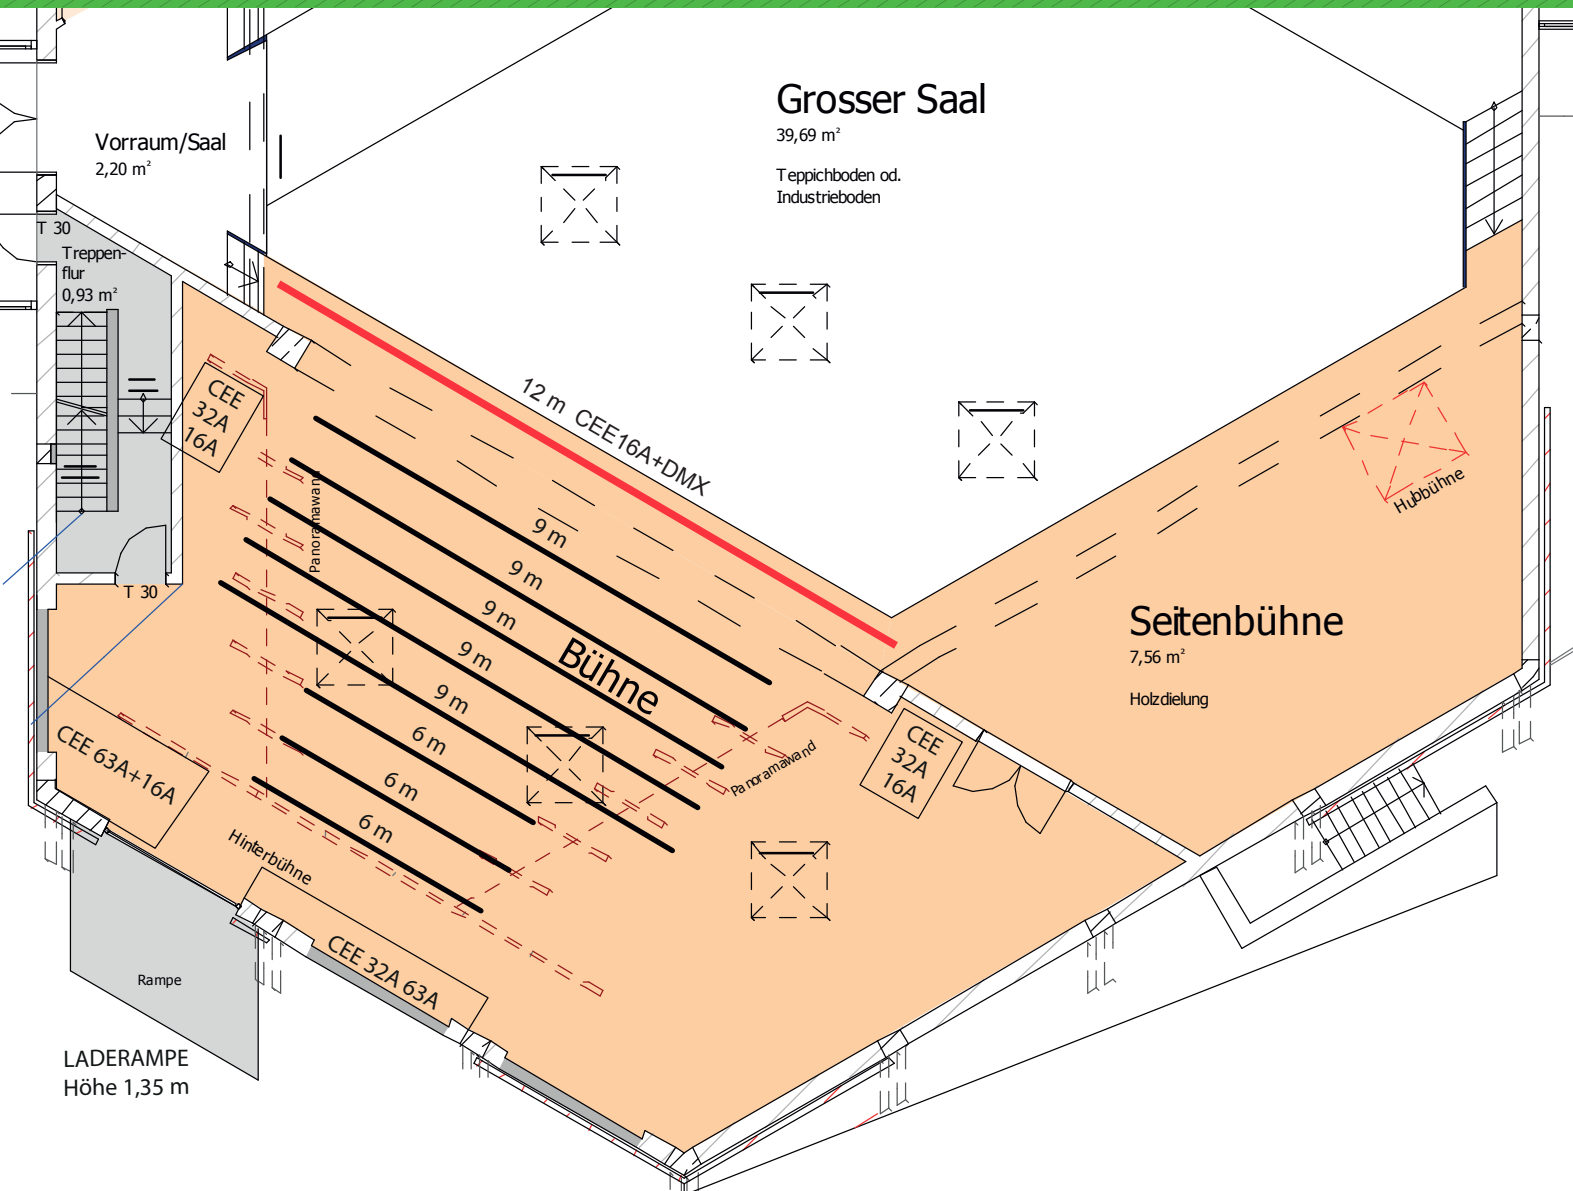 Grosser Saal
39,69 m²
Teppichboden od.
Industrieboden
Vorraum/Saal
2,20 m²
T 30
Treppen-
flur
0,93 m²
CEE
32A
16A
12 m CEE16A+DMX
Panoramawand
T 30
9 m
9 m
9 m
9 m
9 m
6 m
6 m
6 m
Bühne
Hubbühne
Seitenbühne
7,56 m²
Holzdielung
CEE
32A
16A
Panoramawand
CEE 63A+16A
Hinterbühne
CEE 32A 63A
Rampe
LADERAMPE
Höhe 1,35 m